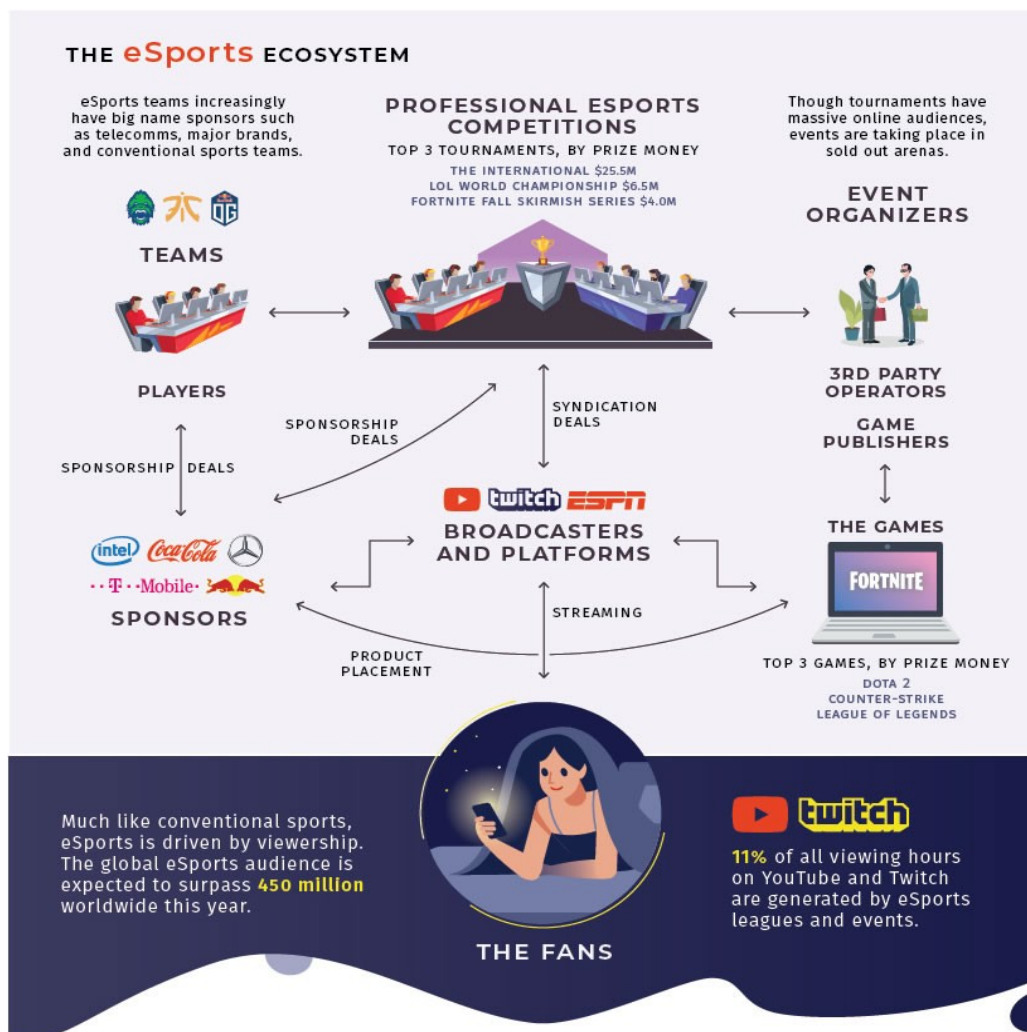 THE eSports ECOSYSTEM
eSports teams increasingly
have big name sponsors such
as telecomms, major brands,
and conventional sports teams.
PROFESSIONAL ESPORTS
COMPETITIONS
TOP 3 TOURNAMENTS, BY PRIZE MONEY
THE INTERNATIONAL $25.5M
LOL WORLD CHAMPIONSHIP $6.5M
FORTNITE FALL SKIRMISH SERIES $4.0M
Though tournaments have
massive online audiences,
events are taking place in
sold out arenas.
OG
TEAMS
EVENT
ORGANIZERS
PLAYERS
3RD PARTY
OPERATORS
GAME
PUBLISHERS
SPONSORSHIP DEALS
SPONSORSHIP
DEALS
SYNDICATION
DEALS
intel Coca-Cola
T Mobile
SPONSORS
twitch ESPN
BROADCASTERS
AND PLATFORMS
THE GAMES
FORTNITE
TOP 3 GAMES, BY PRIZE MONEY
DOTA 2
COUNTER-STRIKE
LEAGUE OF LEGENDS
STREAMING
PRODUCT
PLACEMENT
Much like conventional sports,
eSports is driven by viewership.
The global eSports audience is
expected to surpass 450 million
worldwide this year.
THE FANS
twitch
11% of all viewing hours
on YouTube and Twitch
are generated by eSports
leagues and events.